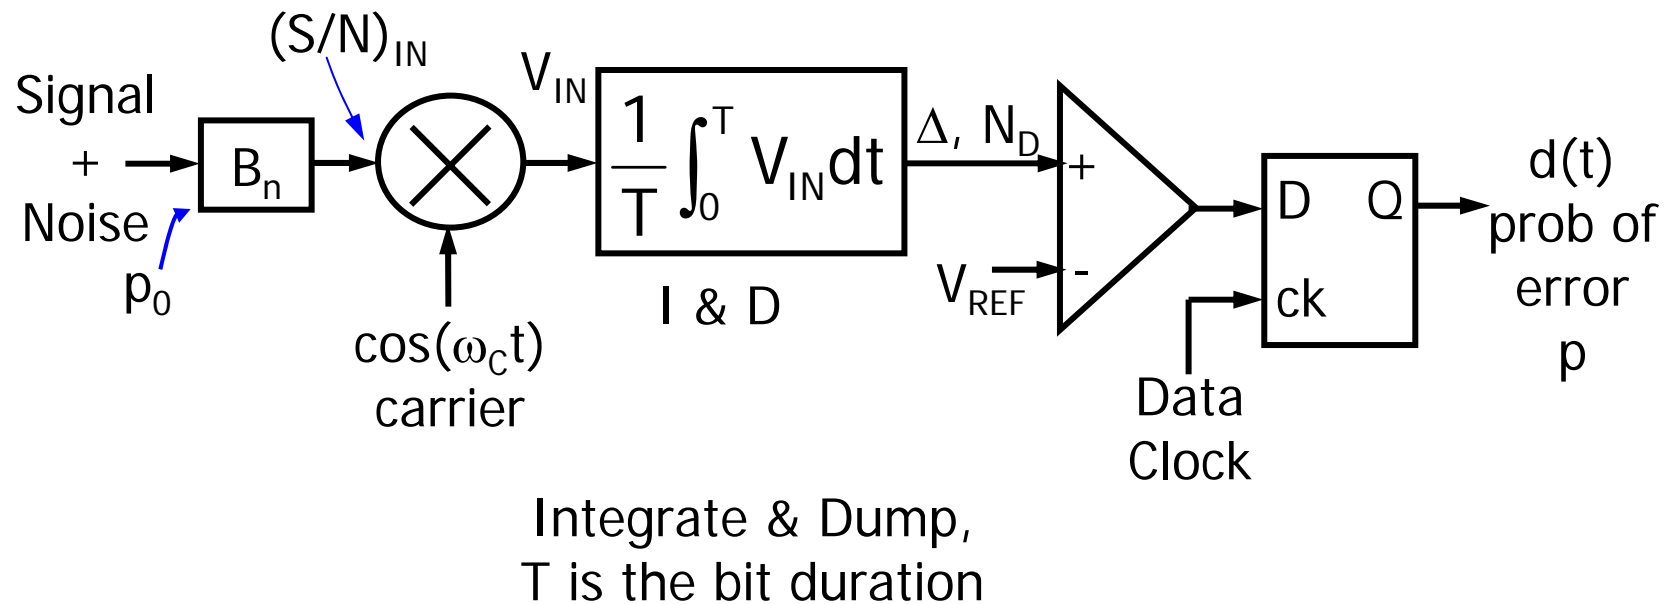 (S/N)IN
Signal
+
Noise
p0
Bn
cos(ωCt)
carrier
VIN
1/T ∫0T VINdt
I & D
Δ, ND
+
-
VREF
D Q
ck
Data
Clock
d(t)
prob of
error
p
Integrate & Dump,
T is the bit duration